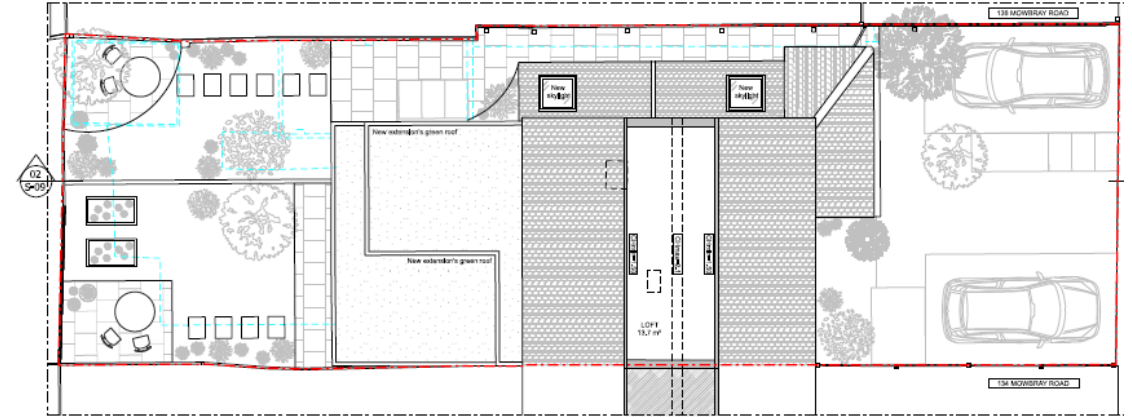 136 MOWBRAY ROAD
New
skylight
New
skylight
New extension's green roof
02
S-09
New extension's green roof
LOFT
13.7 m²
134 MOWBRAY ROAD